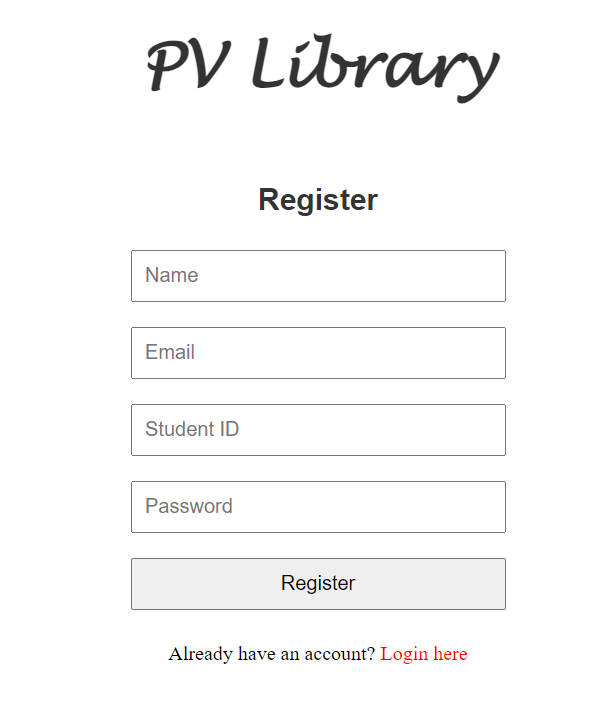 PV Library
Register
Name
Email
Student ID
Password
Register
Already have an account? Login here